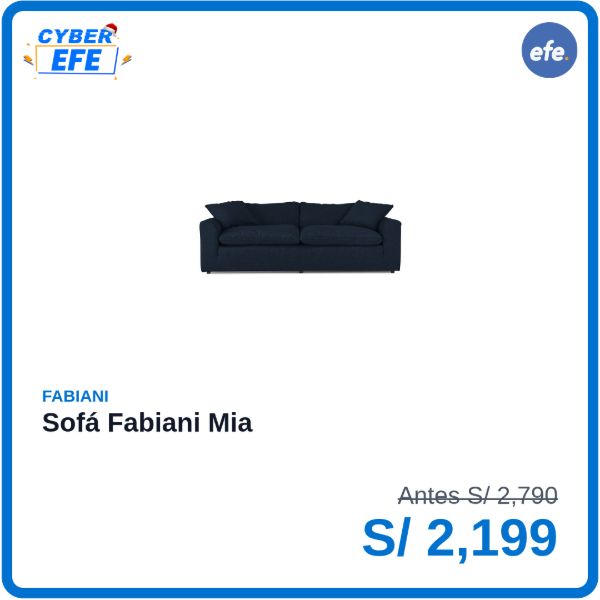 CYBER
EFE
efe.
FABIANI
Sofá Fabiani Mia
Antes S/ 2,790
S/ 2,199